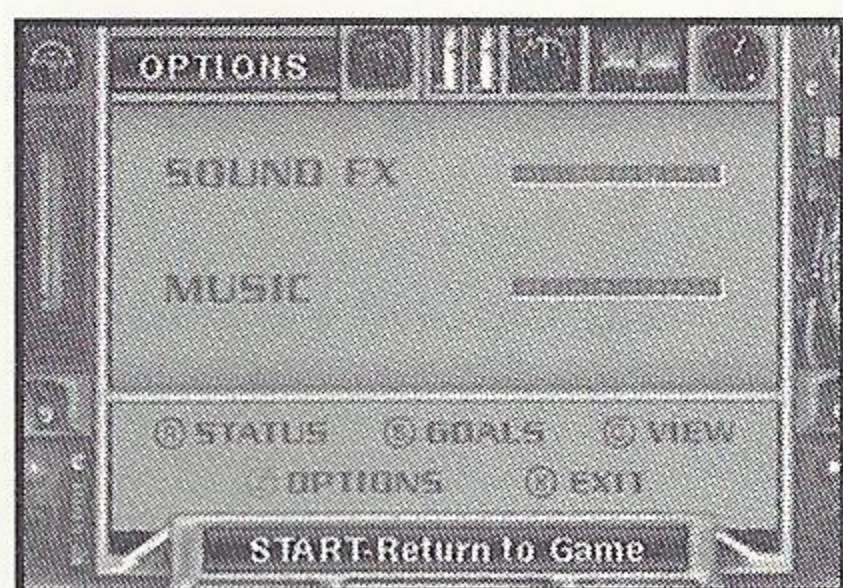 OPTIONS
SOUND FX
MUSIC
Ⓐ STATUS Ⓑ GOALS Ⓒ VIEW
OPTIONS Ⓧ EXIT
START-Return to Game